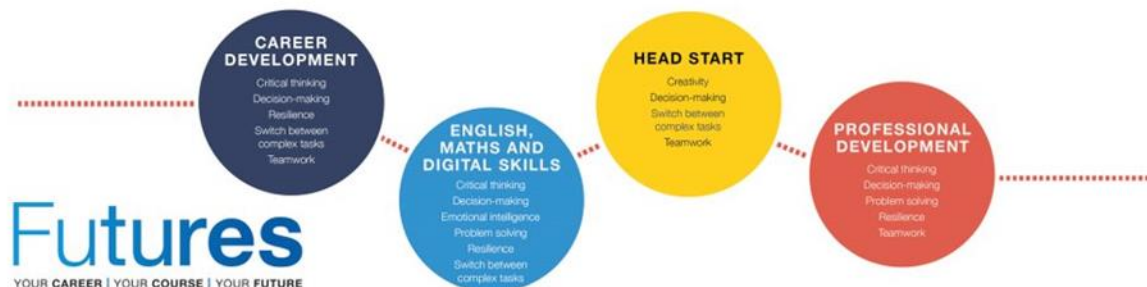 CAREER
DEVELOPMENT
Critical thinking
Decision-making
Resilience
Switch between
complex tasks
Teamwork
ENGLISH,
MATHS AND
DIGITAL SKILLS
Critical thinking
Decision-making
Emotional intelligence
Problem solving
Resilience
Switch between
complex tasks
HEAD START
Creativity
Decision-making
Switch between
complex tasks
Teamwork
PROFESSIONAL
DEVELOPMENT
Critical thinking
Decision-making
Problem solving
Resilience
Teamwork
Futures
YOUR CAREER | YOUR COURSE | YOUR FUTURE